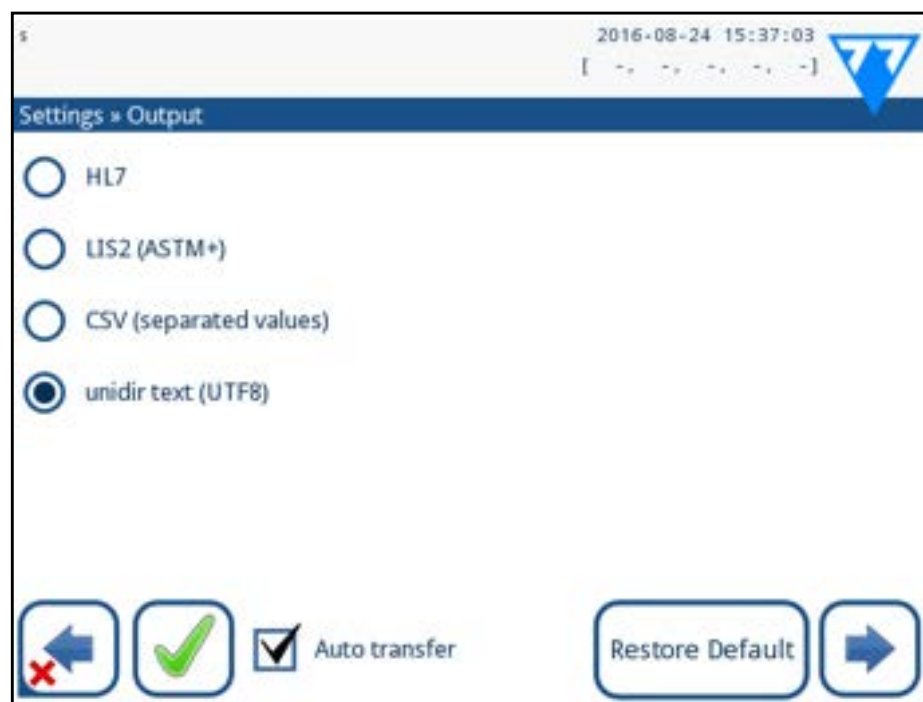 s
2016-08-24 15:37:03
[ -. -. -. -. -]
Settings » Output
HL7
LIS2 (ASTM+)
CSV (separated values)
unidir text (UTF8)
Auto transfer
Restore Default